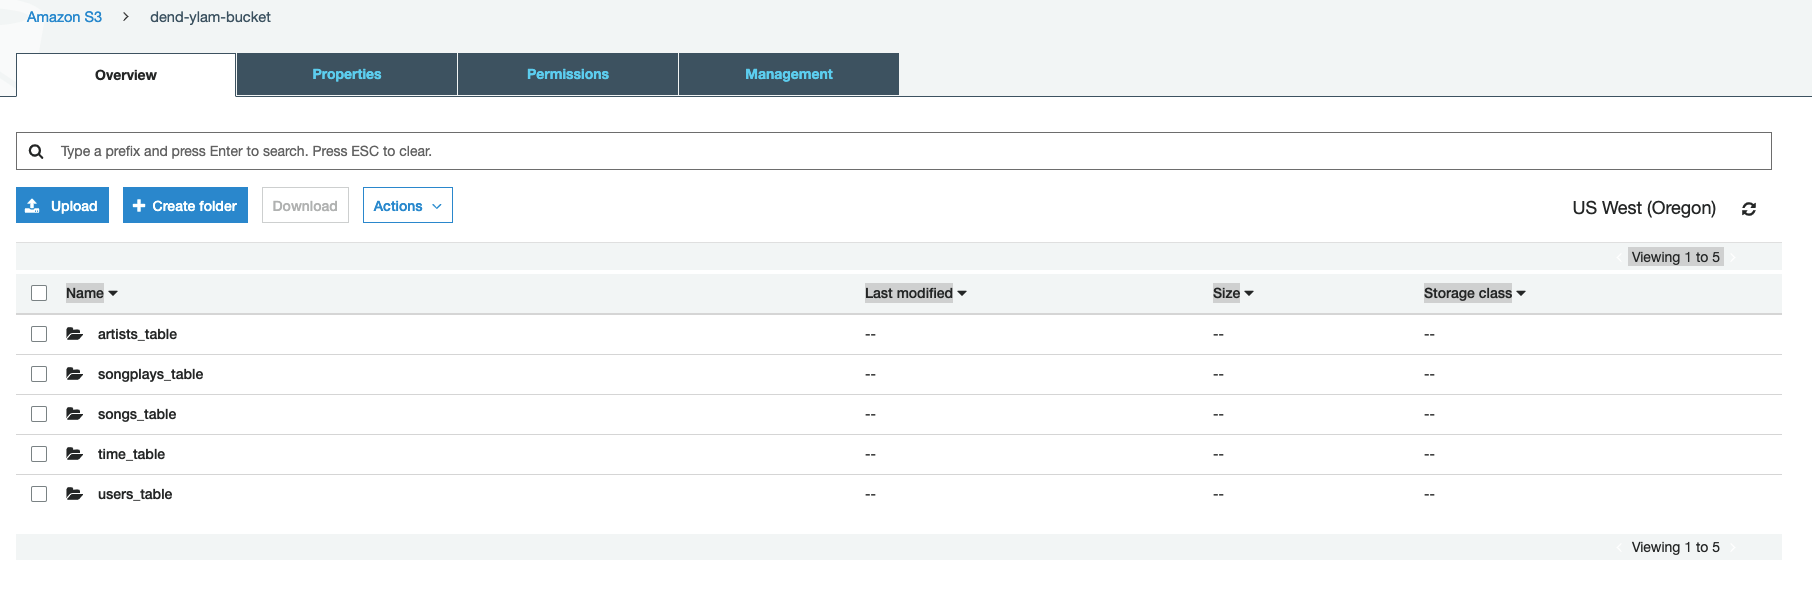 Amazon S3 > dend-ylam-bucket
Overview Properties Permissions Management
Type a prefix and press Enter to search. Press ESC to clear.
Upload + Create folder Download Actions
US West (Oregon)
Viewing 1 to 5
Name Last modified Size Storage class
artists_table -- -- --
songplays_table -- -- --
songs_table -- -- --
time_table -- -- --
users_table -- -- --
Viewing 1 to 5